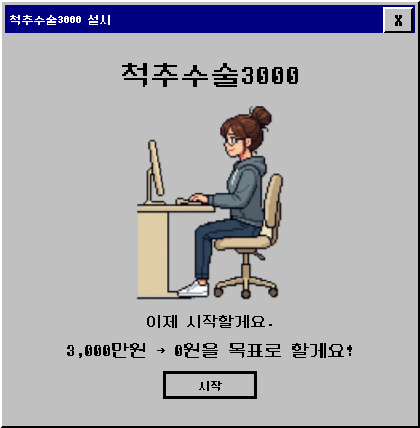 척추수술3000 설시
X
척추수술3000
이제 시작할게요.
3,000만원 → 0원을 목표로 할게요!
시작